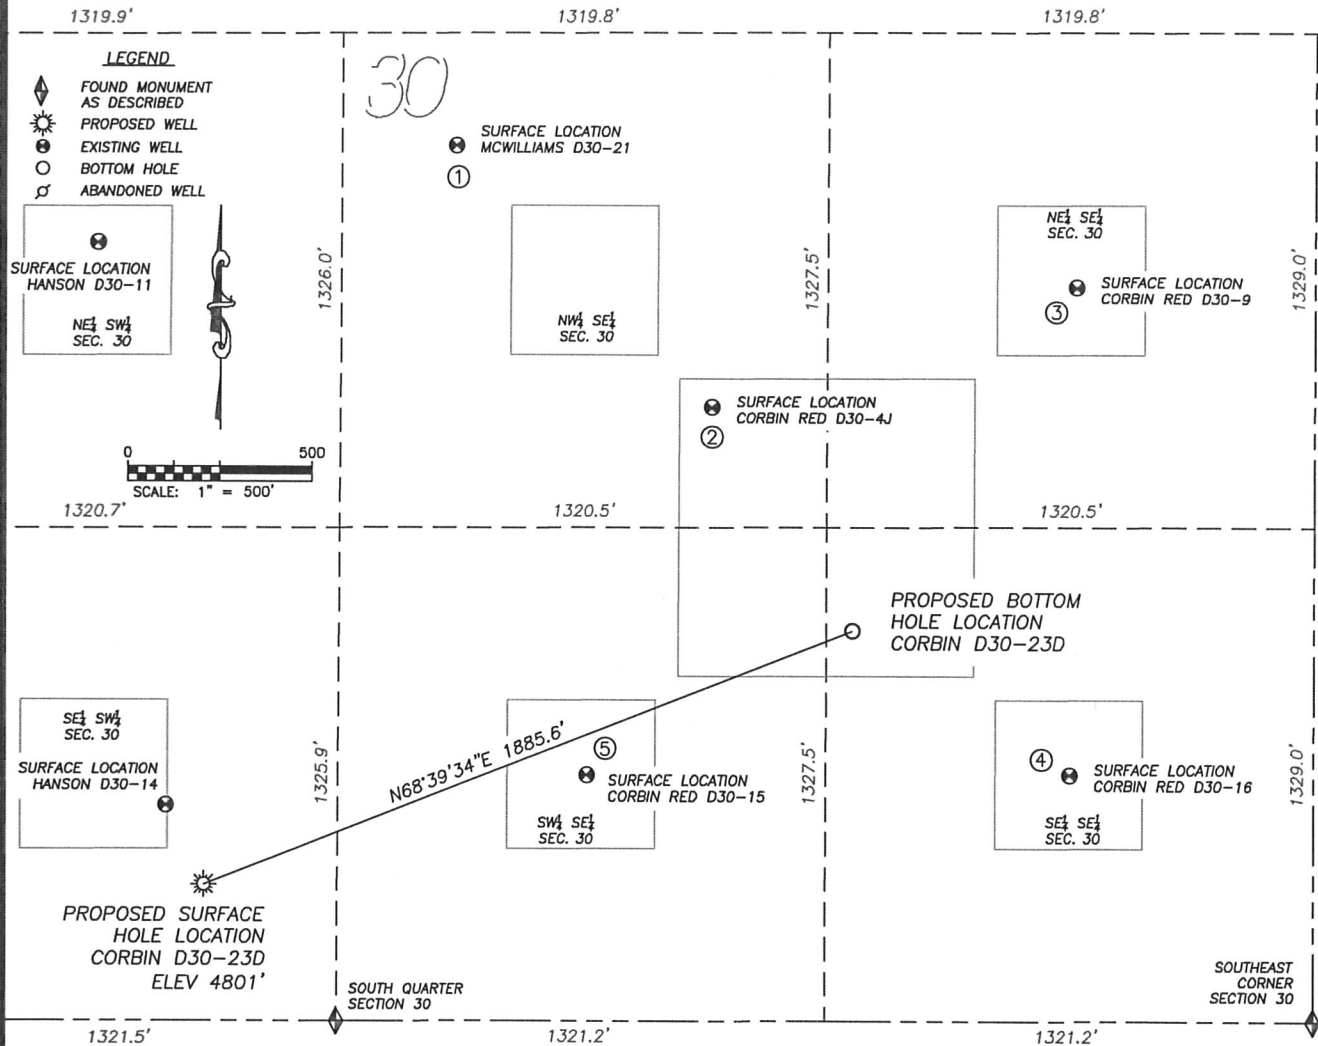 1319.9'
1319.8'
1319.8'
LEGEND
FOUND MONUMENT
AS DESCRIBED
PROPOSED WELL
EXISTING WELL
BOTTOM HOLE
ABANDONED WELL
30
SURFACE LOCATION
MCWILLIAMS D30-21
1
SURFACE LOCATION
HANSON D30-11
NE¼ SW¼
SEC. 30
1326.0'
NW¼ SE¼
SEC. 30
1327.5'
NE¼ SE¼
SEC. 30
SURFACE LOCATION
CORBIN RED D30-9
3
1329.0'
SURFACE LOCATION
CORBIN RED D30-4J
2
0 500
SCALE: 1" = 500'
1320.7'
1320.5'
1320.5'
PROPOSED BOTTOM
HOLE LOCATION
CORBIN D30-23D
SE¼ SW¼
SEC. 30
SURFACE LOCATION
HANSON D30-14
1325.9'
N68°39'34"E 1885.6'
5
SURFACE LOCATION
CORBIN RED D30-15
SW¼ SE¼
SEC. 30
1327.5'
4
SURFACE LOCATION
CORBIN RED D30-16
SE¼ SE¼
SEC. 30
1329.0'
PROPOSED SURFACE
HOLE LOCATION
CORBIN D30-23D
ELEV 4801'
SOUTH QUARTER
SECTION 30
SOUTHEAST
CORNER
SECTION 30
1321.5'
1321.2'
1321.2'